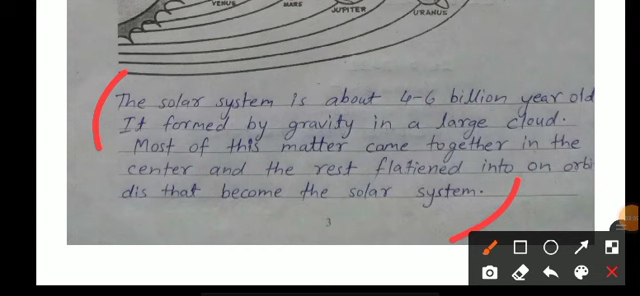 VENUS MARS JUPITER URANUS
The solar system is about 4-6 billion year old
It formed by gravity in a large cloud.
Most of this matter came together in the
center and the rest flatiened into on orbi
dis that become the solar system.
3